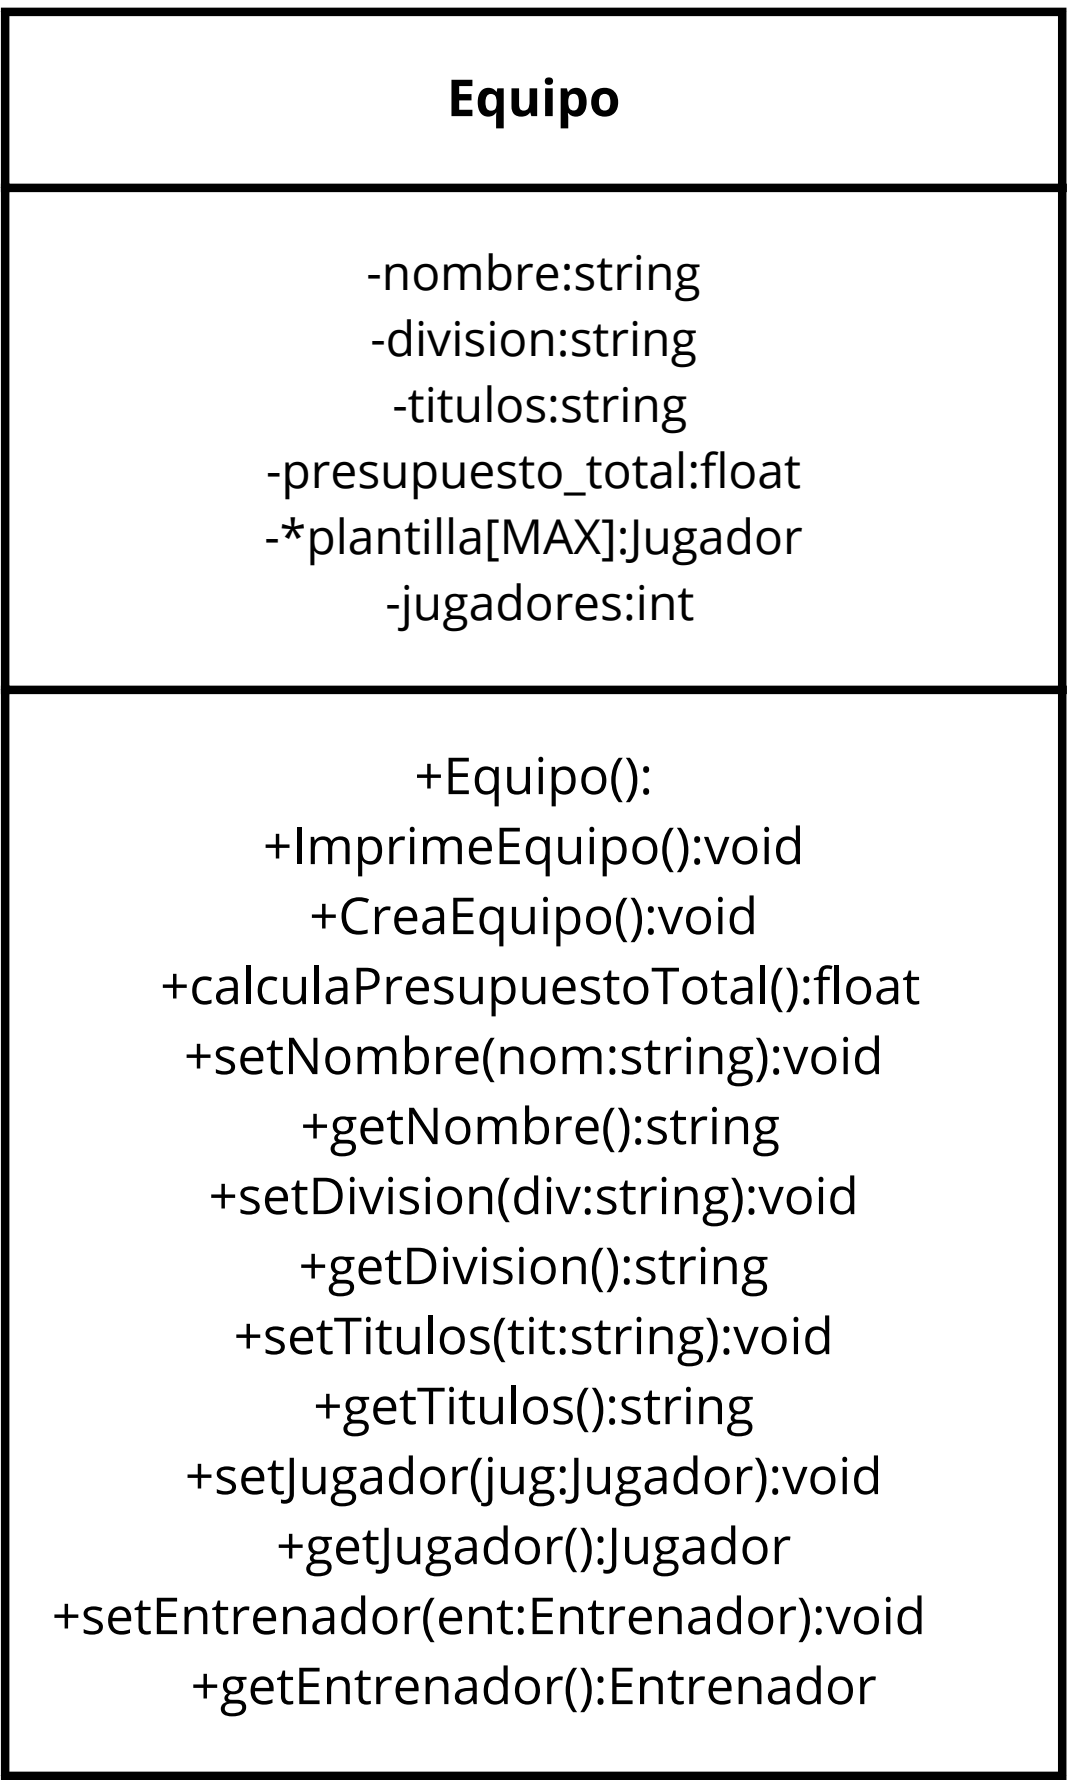 Equipo
-nombre:string
-division:string
-titulos:string
-presupuesto_total:float
-*plantilla[MAX]:Jugador
-jugadores:int
+Equipo():
+ImprimeEquipo():void
+CreaEquipo():void
+calculaPresupuestoTotal():float
+setNombre(nom:string):void
+getNombre():string
+setDivision(div:string):void
+getDivision():string
+setTitulos(tit:string):void
+getTitulos():string
+setJugador(jug:Jugador):void
+getJugador():Jugador
+setEntrenador(ent:Entrenador):void
+getEntrenador():Entrenador